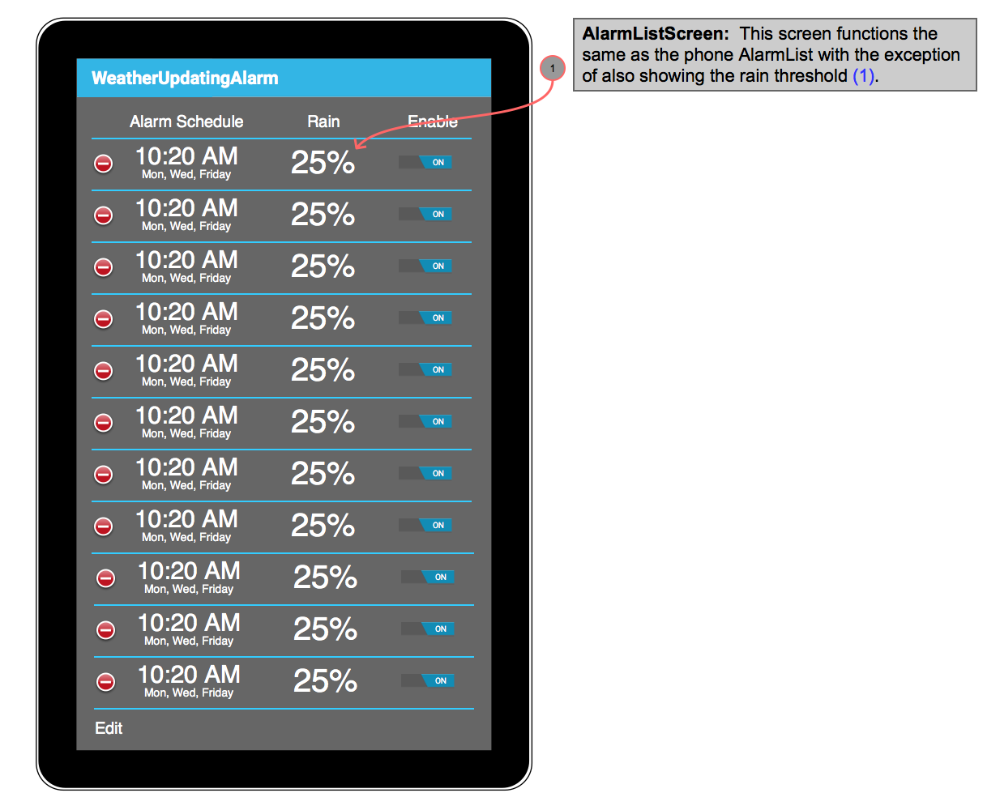 WeatherUpdatingAlarm
Alarm Schedule Rain Enable
10:20 AM 25% ON
Mon, Wed, Friday
10:20 AM 25% ON
Mon, Wed, Friday
10:20 AM 25% ON
Mon, Wed, Friday
10:20 AM 25% ON
Mon, Wed, Friday
10:20 AM 25% ON
Mon, Wed, Friday
10:20 AM 25% ON
Mon, Wed, Friday
10:20 AM 25% ON
Mon, Wed, Friday
10:20 AM 25% ON
Mon, Wed, Friday
10:20 AM 25% ON
Mon, Wed, Friday
10:20 AM 25% ON
Mon, Wed, Friday
10:20 AM 25% ON
Mon, Wed, Friday
Edit
1
AlarmListScreen: This screen functions the
same as the phone AlarmList with the exception
of also showing the rain threshold (1).